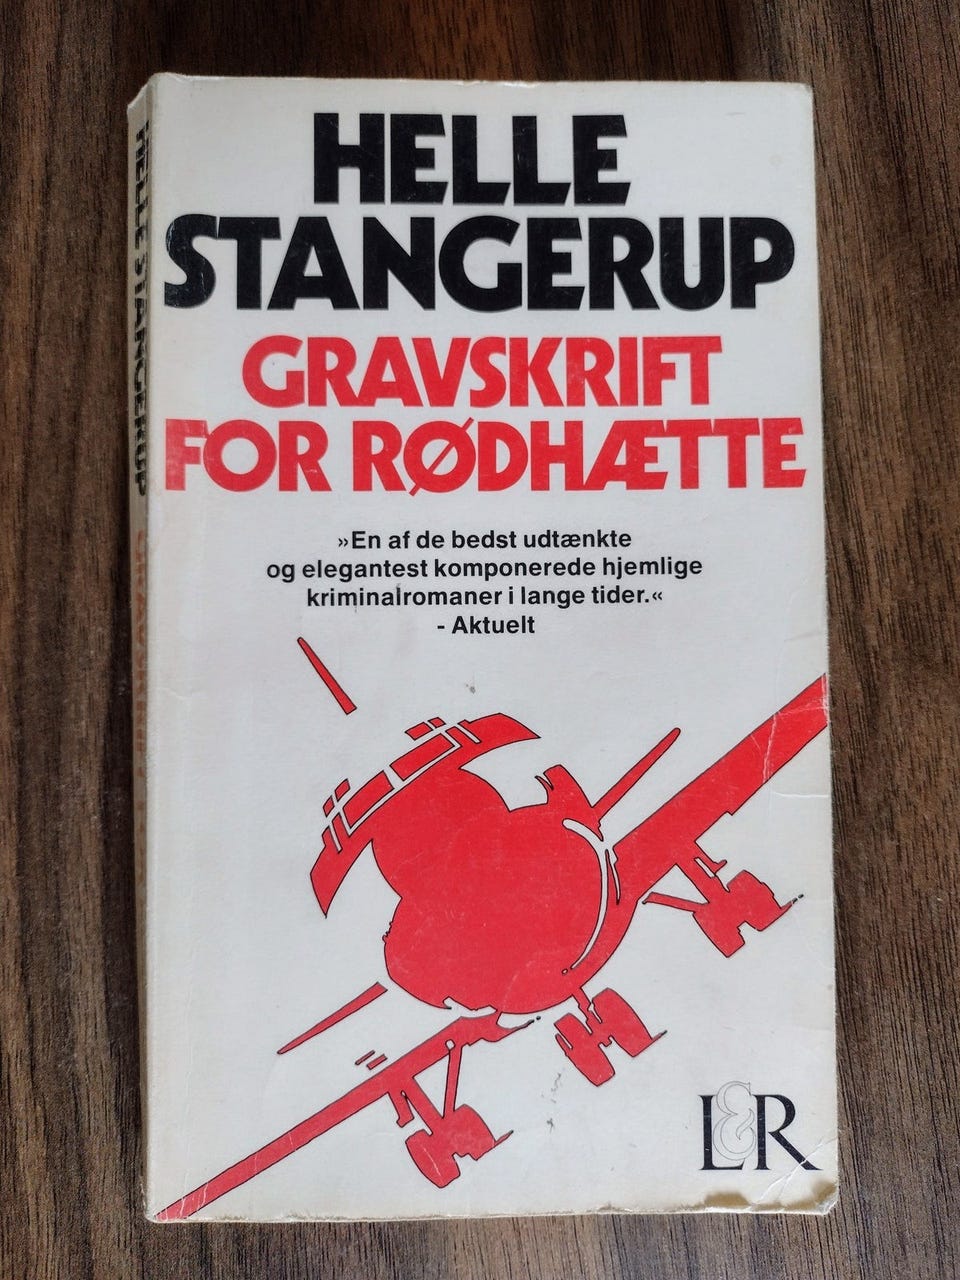 HELLE
STANGERUP
GRAVSKRIFT
FOR RØDHÆTTE
»En af de bedst udtænkte
og elegantest komponerede hjemlige
kriminalromaner i lange tider.«
- Aktuelt
L&R
HELLE STANGERUP